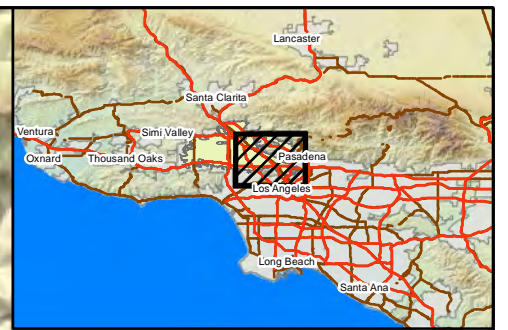 Lancaster
Santa Clarita
Ventura
Simi Valley
Oxnard
Thousand Oaks
Pasadena
Los Angeles
Long Beach
Santa Ana